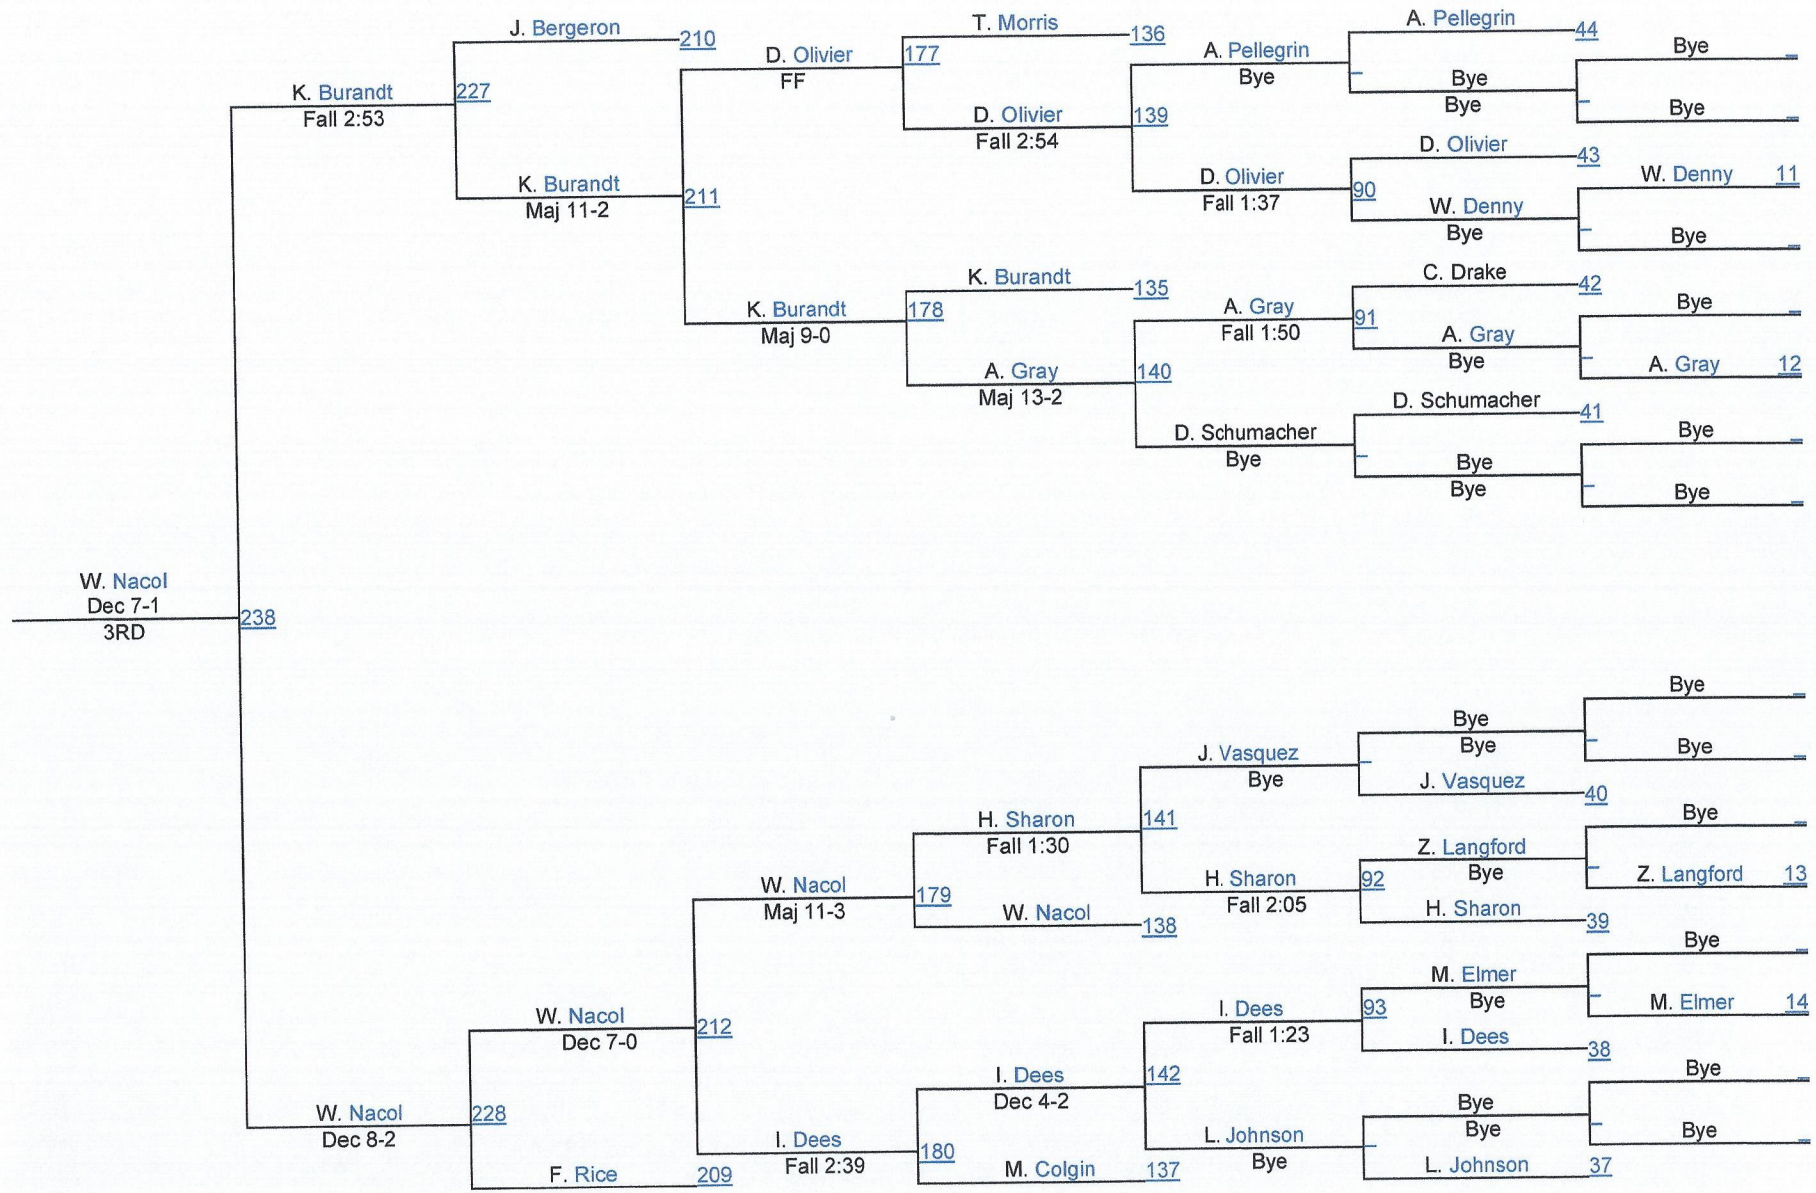 J. Bergeron 210
T. Morris 136
A. Pellegrin 44
Bye
D. Olivier 177
FF
A. Pellegrin
Bye
Bye
Bye
Bye
K. Burandt 227
Fall 2:53
D. Olivier 139
Fall 2:54
D. Olivier 43
W. Denny 11
K. Burandt 211
Maj 11-2
D. Olivier 90
Fall 1:37
W. Denny
Bye
Bye
K. Burandt 135
C. Drake 42
Bye
K. Burandt 178
Maj 9-0
A. Gray 91
Fall 1:50
A. Gray
Bye
A. Gray 12
A. Gray 140
Maj 13-2
D. Schumacher 41
Bye
D. Schumacher
Bye
Bye
Bye
Bye
W. Nacol
Dec 7-1
3RD
238
Bye
Bye
Bye
Bye
J. Vasquez
Bye
J. Vasquez 40
Bye
H. Sharon 141
Fall 1:30
Z. Langford
Bye
Z. Langford 13
W. Nacol 179
Maj 11-3
H. Sharon 92
Fall 2:05
W. Nacol 138
H. Sharon 39
Bye
M. Elmer
Bye
M. Elmer 14
W. Nacol 212
Dec 7-0
I. Dees 93
Fall 1:23
I. Dees 38
Bye
I. Dees 142
Dec 4-2
Bye
Bye
Bye
W. Nacol 228
Dec 8-2
I. Dees 180
Fall 2:39
L. Johnson
Bye
F. Rice 209
M. Colgin 137
L. Johnson 37